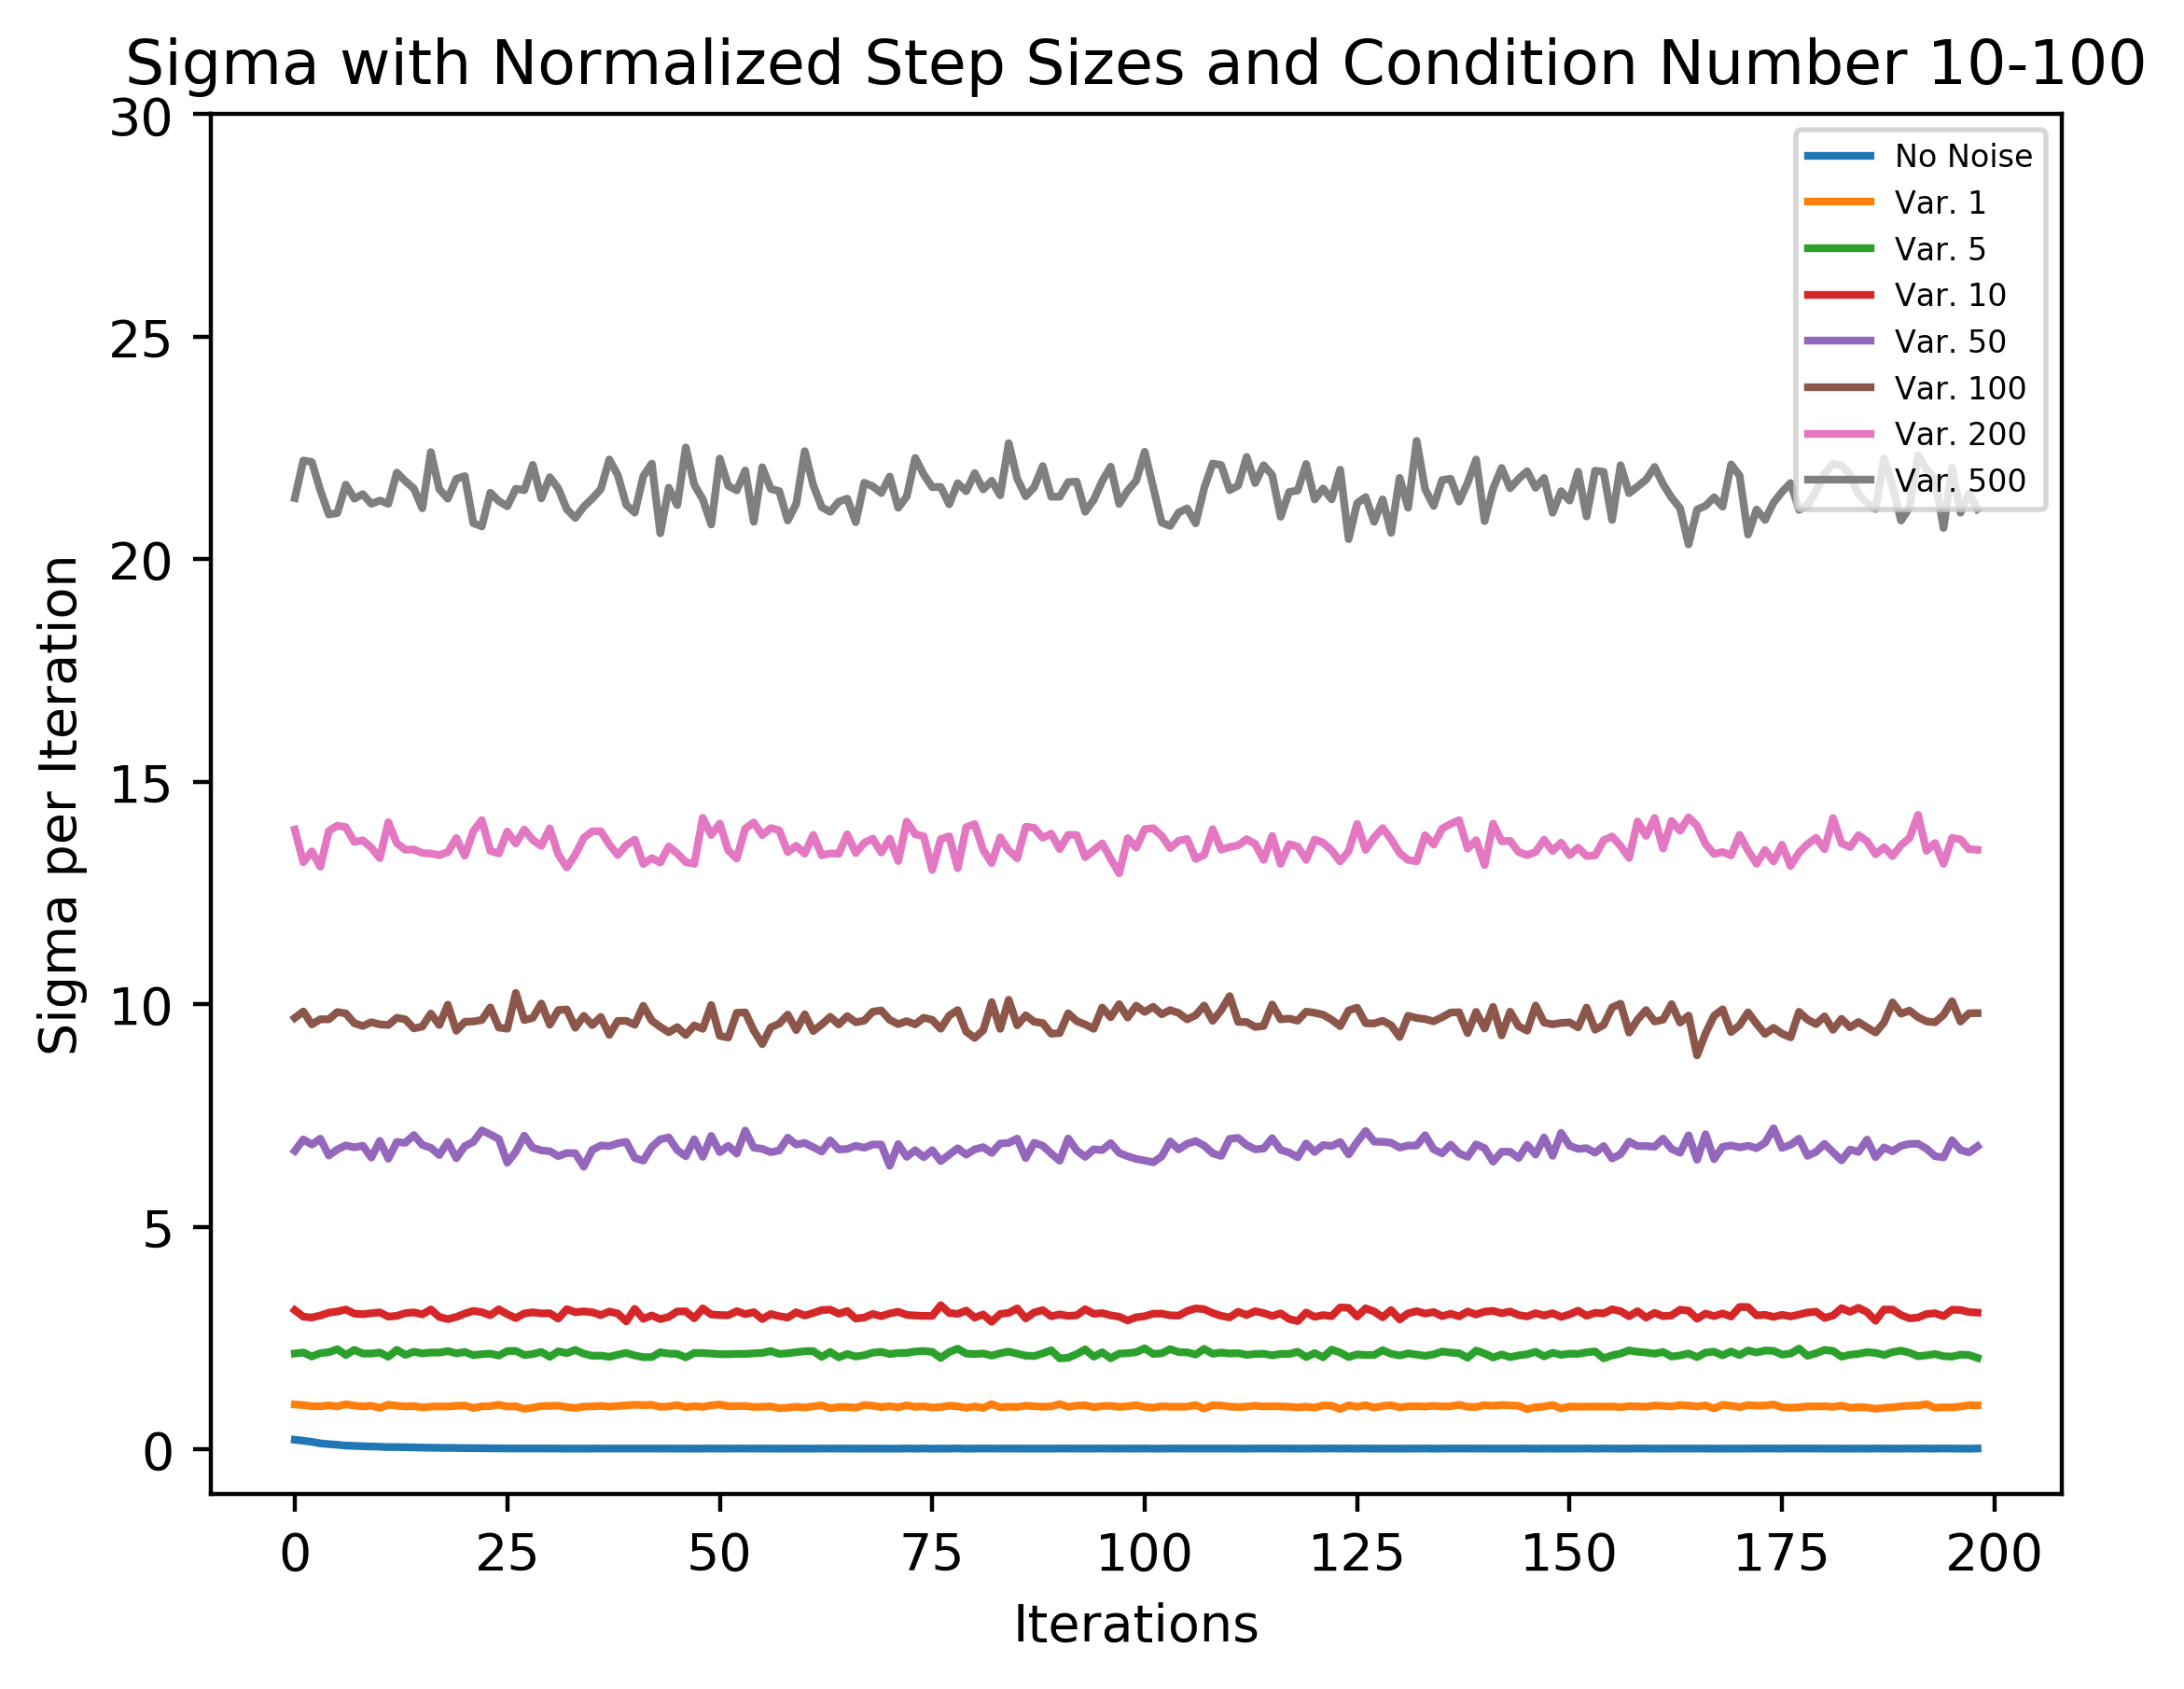 Sigma with Normalized Step Sizes and Condition Number 10-100
30
25
20
15
10
5
0
Sigma per Iteration
No Noise
Var. 1
Var. 5
Var. 10
Var. 50
Var. 100
Var. 200
Var. 500
0 25 50 75 100 125 150 175 200
Iterations